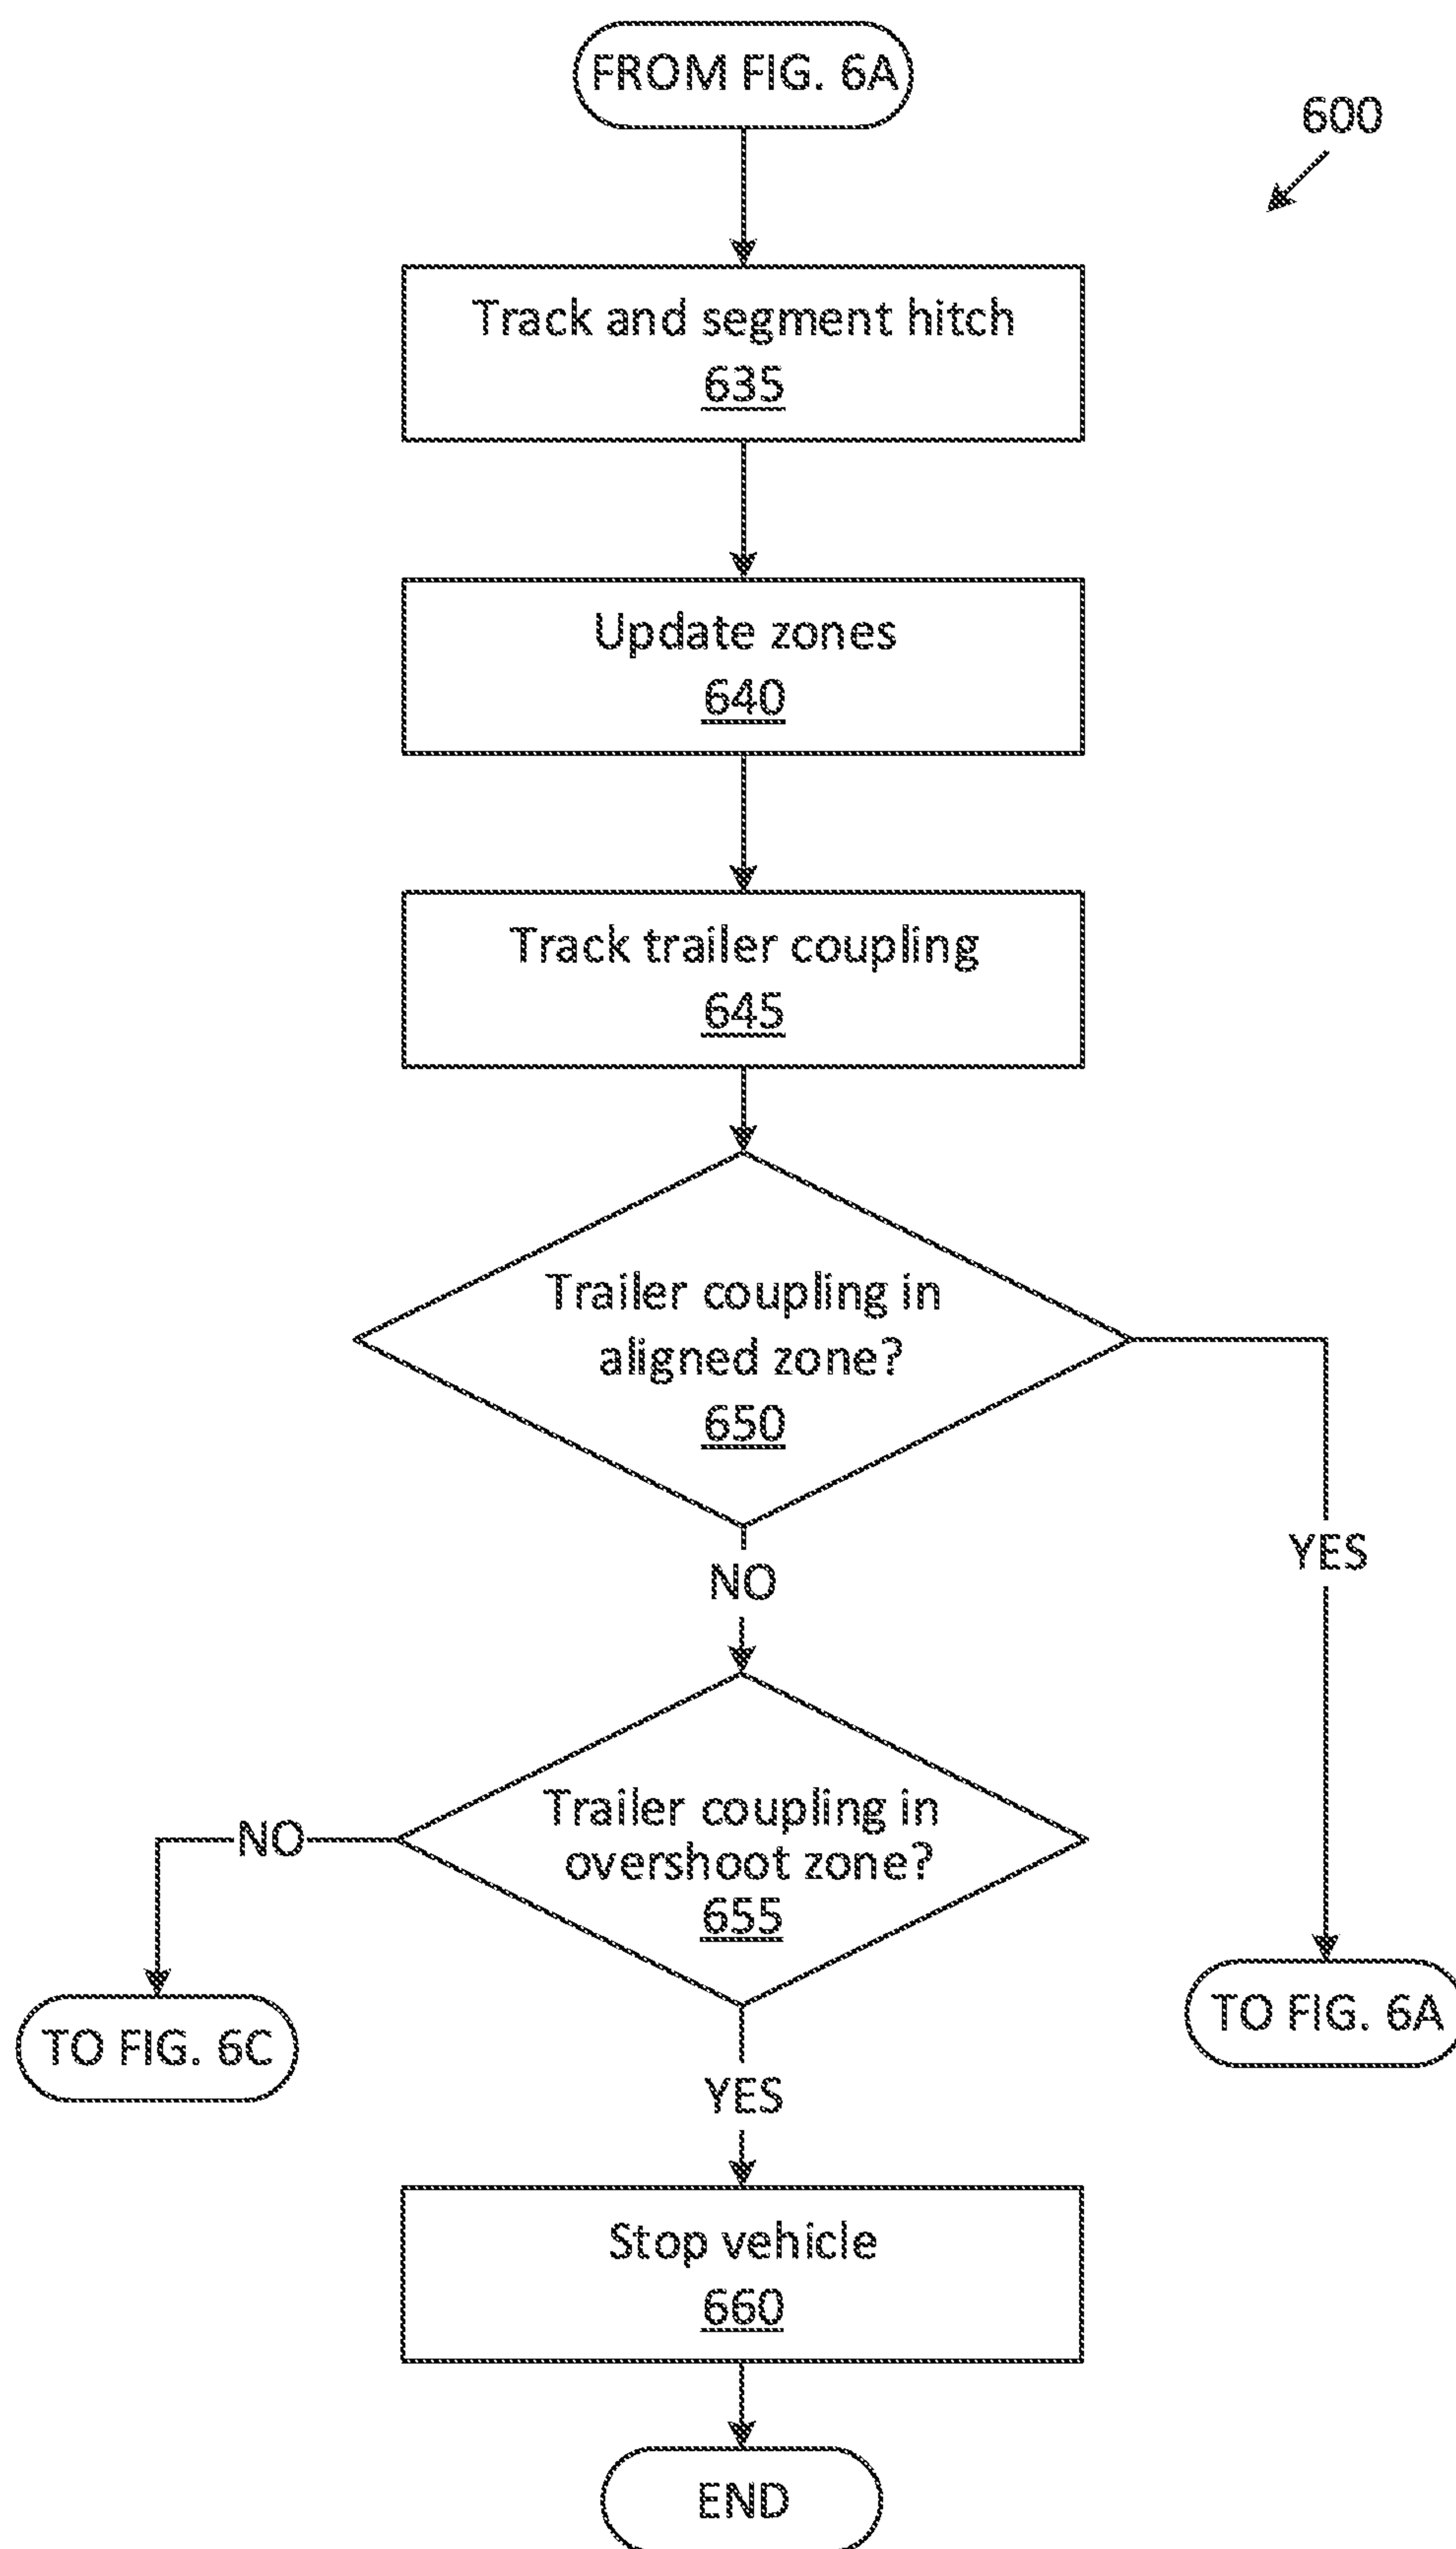 FROM FIG. 6A
600
Track and segment hitch
635
Update zones
640
Track trailer coupling
645
Trailer coupling in
aligned zone?
650
YES
NO
Trailer coupling in
overshoot zone?
655
NO
TO FIG. 6C
TO FIG. 6A
YES
Stop vehicle
660
END